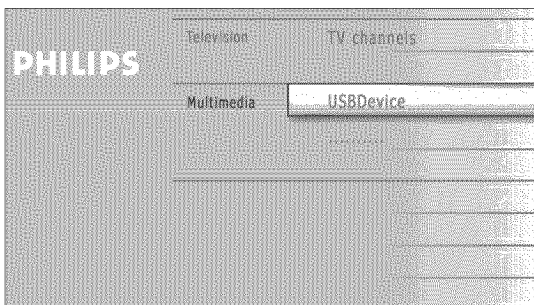 Television TV channels
PHILIPS
Multimedia USBDevice
...........